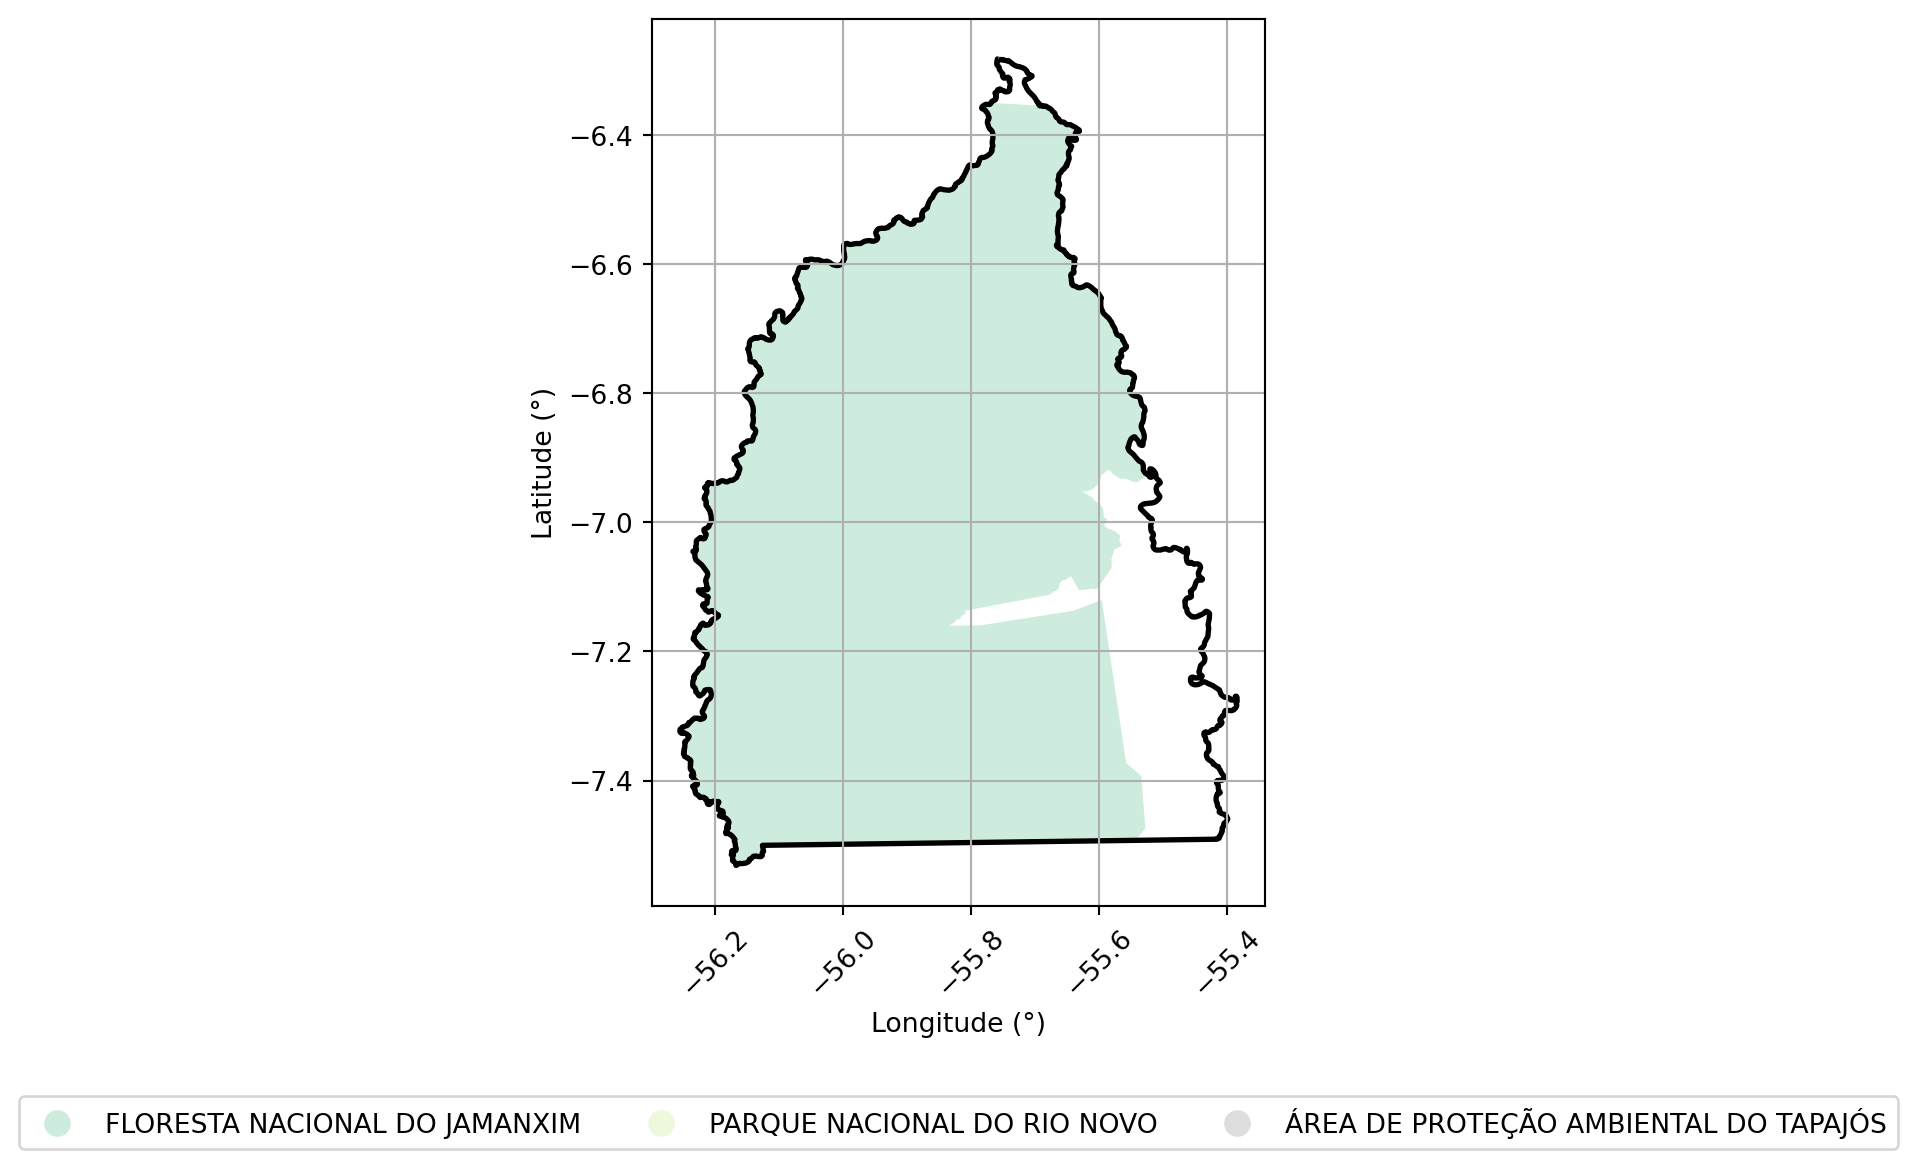 −6.4
−6.6
−6.8
−7.0
−7.2
−7.4
Latitude (°)
−56.2
−56.0
−55.8
−55.6
−55.4
Longitude (°)
FLORESTA NACIONAL DO JAMANXIM
PARQUE NACIONAL DO RIO NOVO
ÁREA DE PROTEÇÃO AMBIENTAL DO TAPAJÓS